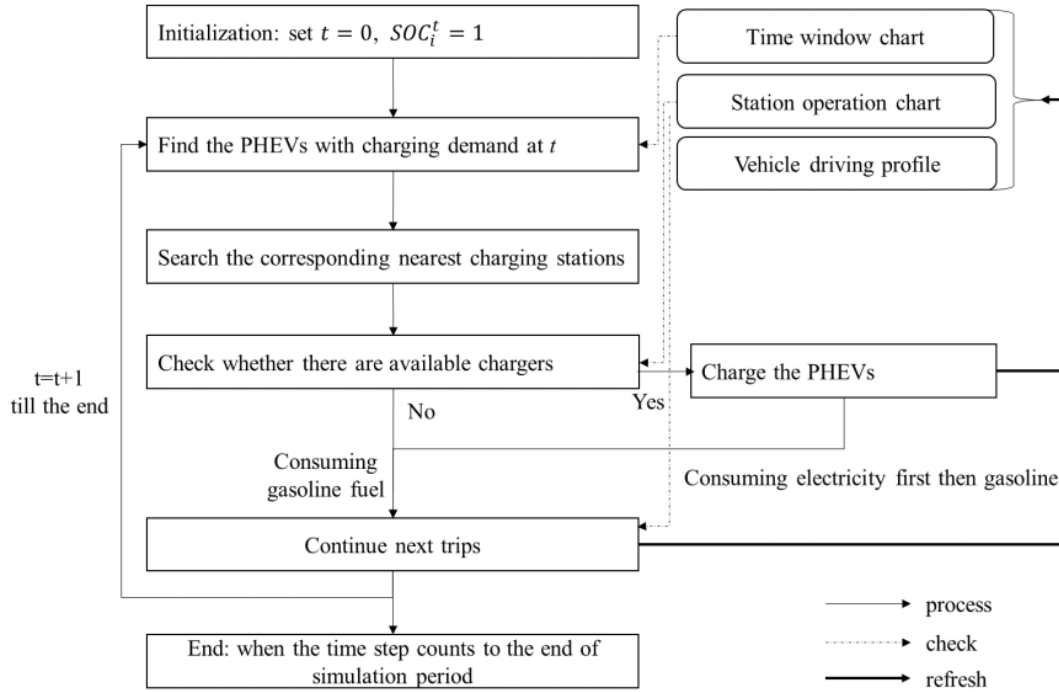 Initialization: set t = 0, SOC_i^t = 1
Time window chart
Station operation chart
Vehicle driving profile
Find the PHEVs with charging demand at t
Search the corresponding nearest charging stations
Check whether there are available chargers
Charge the PHEVs
Yes
No
t=t+1
till the end
Consuming
gasoline fuel
Consuming electricity first then gasoline
Continue next trips
End: when the time step counts to the end of
simulation period
process
check
refresh